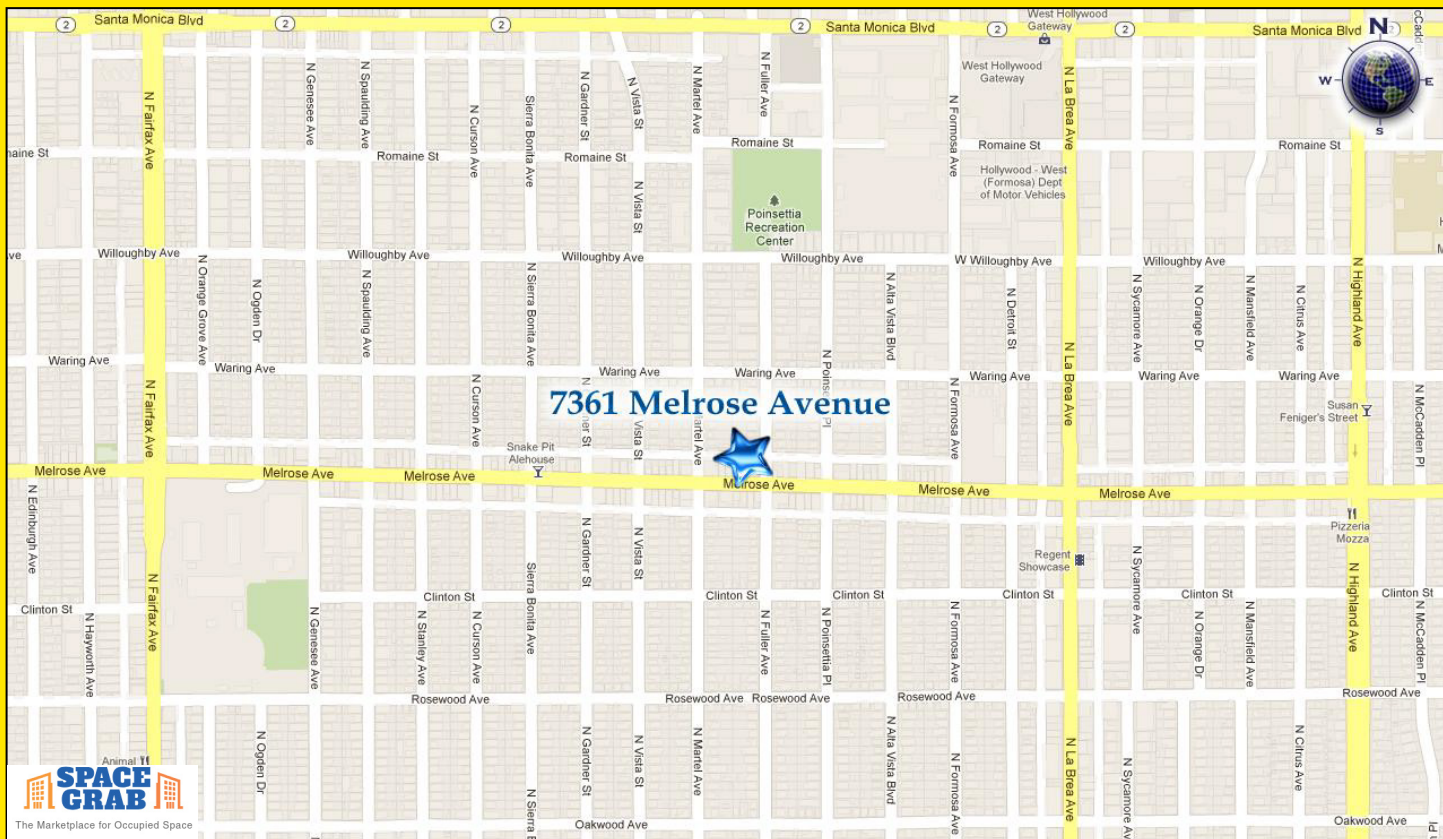 Santa Monica Blvd
2
2
2
2
Santa Monica Blvd
West Hollywood
Gateway
2
2
Santa Monica Blvd
N
W
E
S
West Hollywood
Gateway
N Fairfax Ave
N Genesee Ave
N Spaulding Ave
N Curson Ave
Sierra Bonita Ave
N Gardner St
N Vista St
N Martel Ave
N Fuller Ave
N Formosa Ave
N La Brea Ave
Romaine St
Romaine St
Romaine St
Romaine St
Romaine St
Hollywood - West
(Formosa) Dept
of Motor Vehicles
N Vista St
Poinsettia
Recreation
Center
Willoughby Ave
Willoughby Ave
Willoughby Ave
Willoughby Ave
W Willoughby Ave
Willoughby Ave
N Orange Grove Ave
N Ogden Dr
N Spaulding Ave
N Sierra Bonita Ave
N Alta Vista Blvd
N Detroit St
N Sycamore Ave
N Orange Dr
N Mansfield Ave
N Citrus Ave
N Highland Ave
Waring Ave
Waring Ave
Waring Ave
Waring Ave
Waring Ave
Waring Ave
Waring Ave
N Fairfax Ave
N Curson Ave
N La Brea Ave
N Formosa Ave
N McCadden Pl
7361 Melrose Avenue
Susan
Feniger's Street
Snake Pit
Alehouse
Melrose Ave
Melrose Ave
Melrose Ave
Melrose Ave
Melrose Ave
Melrose Ave
N Edinburgh Ave
N Gardner St
N Vista St
Pizzeria
Mozza
Regent
Showcase
N Fairfax Ave
Sierra Bonita Ave
N Sycamore Ave
N Highland Ave
Clinton St
Clinton St
Clinton St
Clinton St
Clinton St
Clinton St
Clinton St
N Hayworth Ave
N Genesee Ave
N Stanley Ave
N Curson Ave
N Fuller Ave
N Poinsettia Pl
N Formosa Ave
N Orange Dr
N Mansfield Ave
N McCadden Pl
Rosewood Ave
Rosewood Ave
Rosewood Ave
Rosewood Ave
Rosewood Ave
N Ogden Dr
N Gardner St
N Vista St
N Martel Ave
N Alta Vista Blvd
N Formosa Ave
N La Brea Ave
N Sycamore Av
N Citrus Ave
Animal
SPACE
GRAB
The Marketplace for Occupied Space
N Sierra B
Oakwood Ave
Oakwood Ave